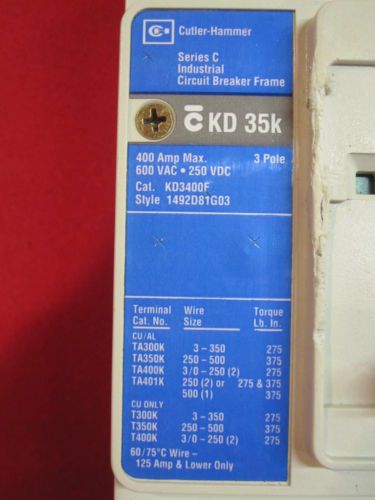 Cutler-Hammer
Series C
Industrial
Circuit Breaker Frame
C KD 35k
400 Amp Max. 3 Pole
600 VAC • 250 VDC
Cat. KD3400F
Style 1492D81G03
Terminal Wire Torque
Cat. No. Size Lb. In.
CU/AL
TA300K 3 – 350 275
TA350K 250 – 500 375
TA400K 3/0 – 250 (2) 275
TA401K 250 (2) or 275 & 375
500 (1) 375
CU ONLY
T300K 3 – 350 275
T350K 250 – 500 375
T400K 3/0 – 250 (2) 275
60/75°C Wire –
125 Amp & Lower Only